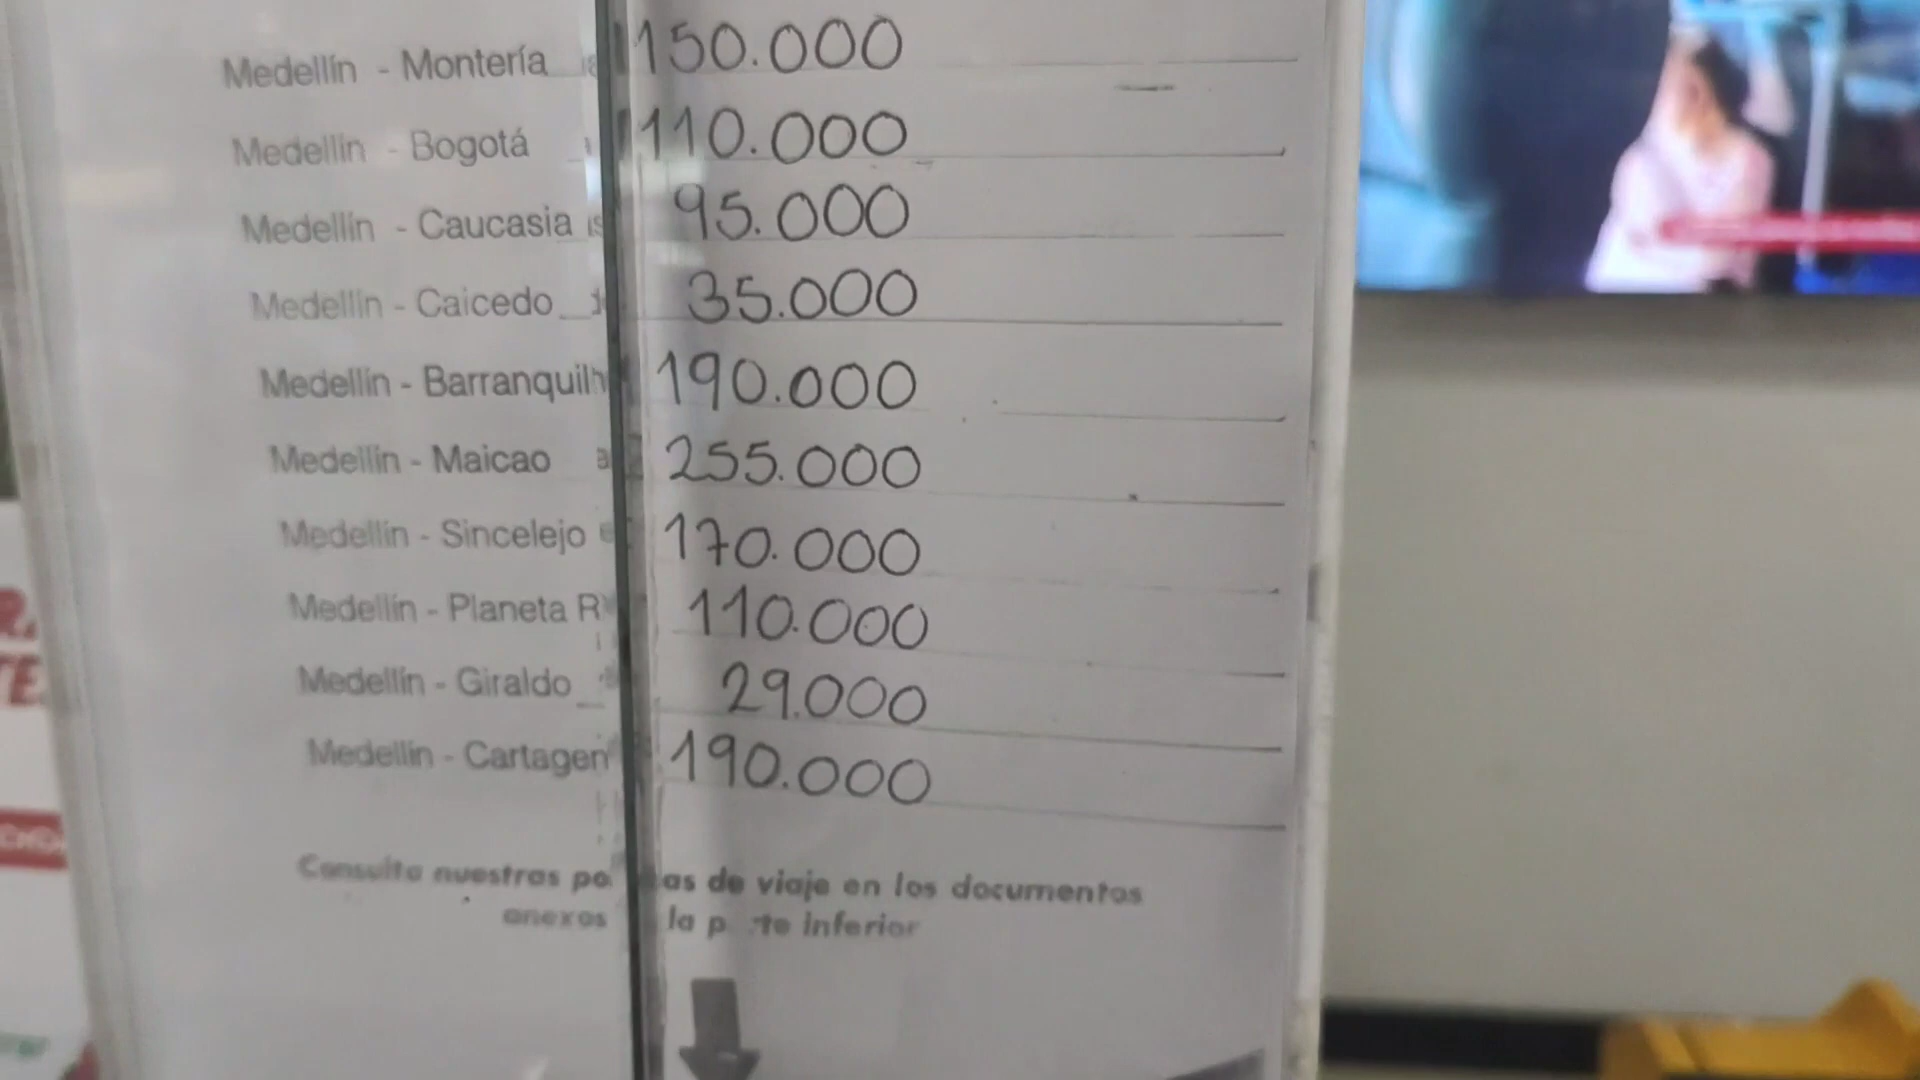 Medellín - Montería 150.000
Medellín - Bogotá 110.000
Medellín - Caucasia 95.000
Medellín - Caicedo 35.000
Medellín - Barranquil 190.000
Medellín - Maicao 255.000
Medellín - Sincelejo 170.000
Medellín - Planeta R 110.000
Medellín - Giraldo 29.000
Medellín - Cartagen 190.000
Consulta nuestras po as de viaje en los documentos
anexos la p te inferior